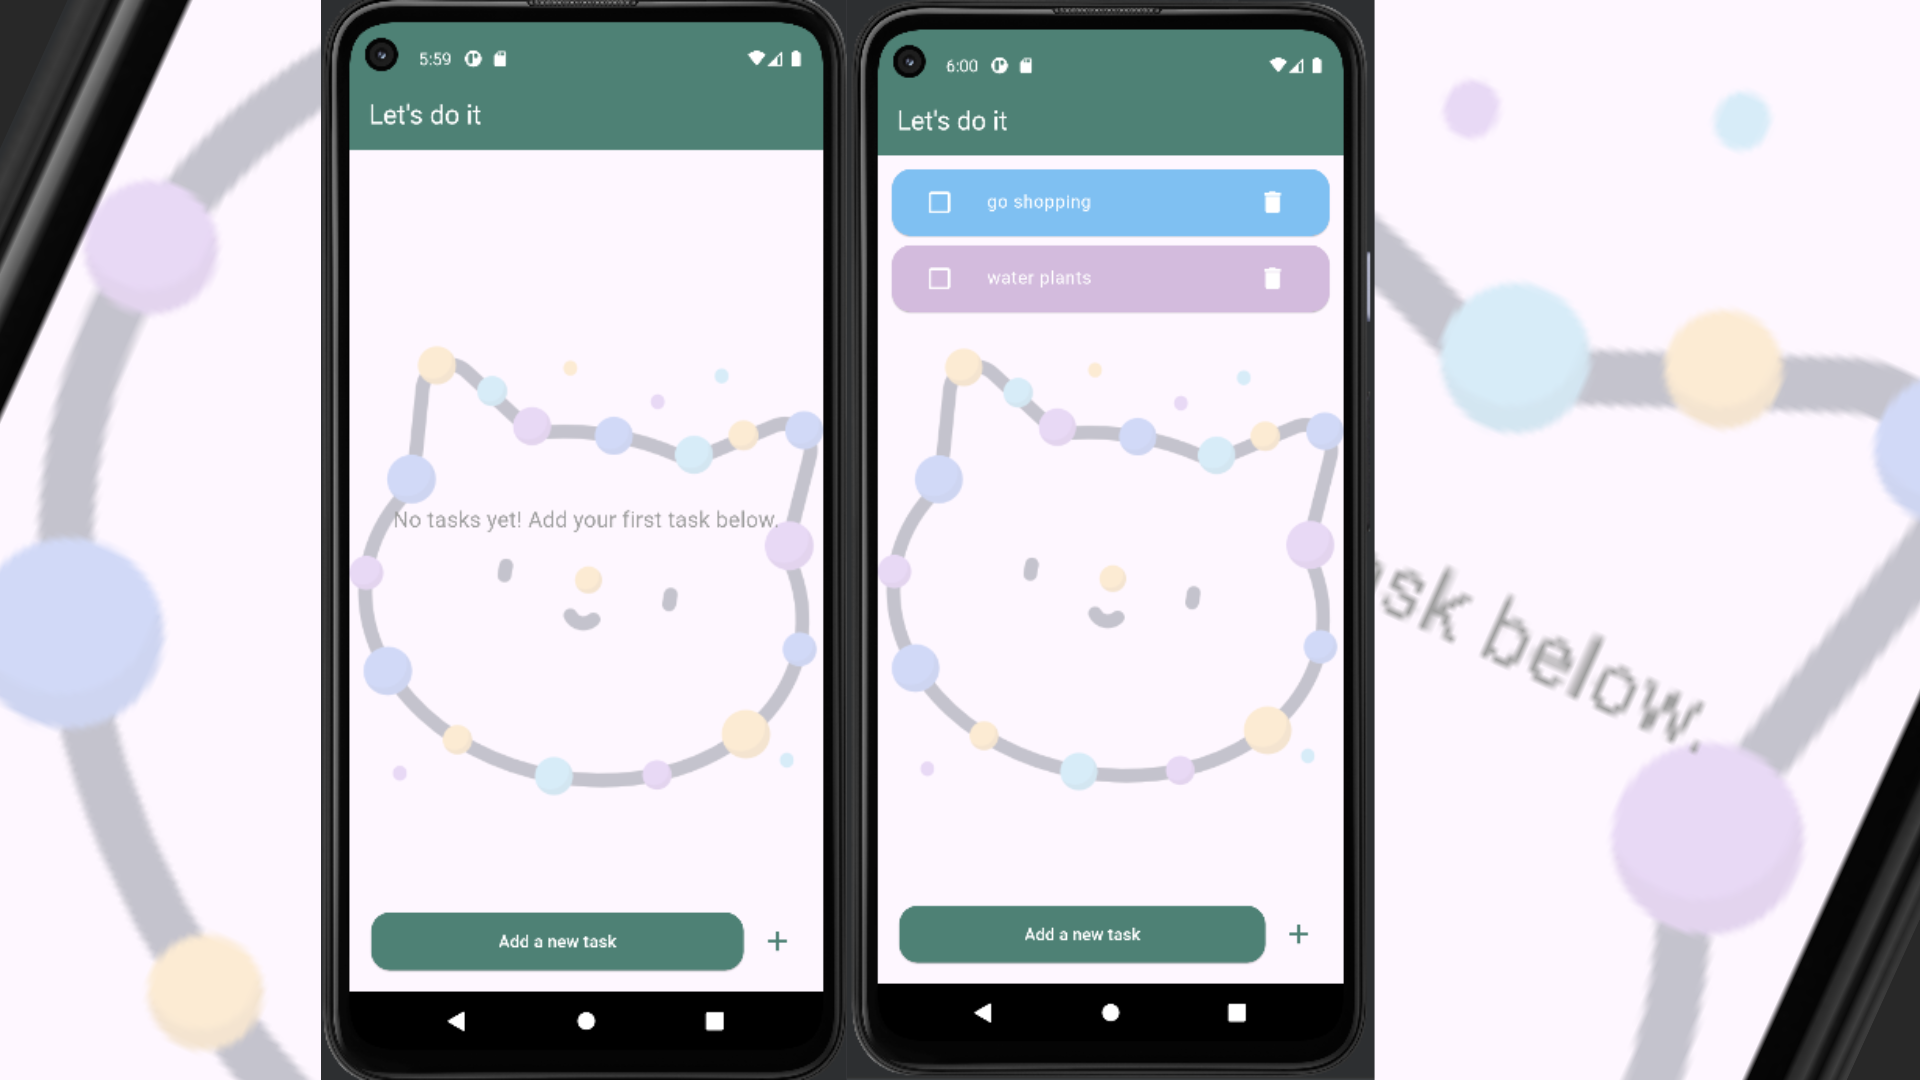 5:59
Let's do it
No tasks yet! Add your first task below.
Add a new task
6:00
Let's do it
go shopping
water plants
Add a new task
sk below.